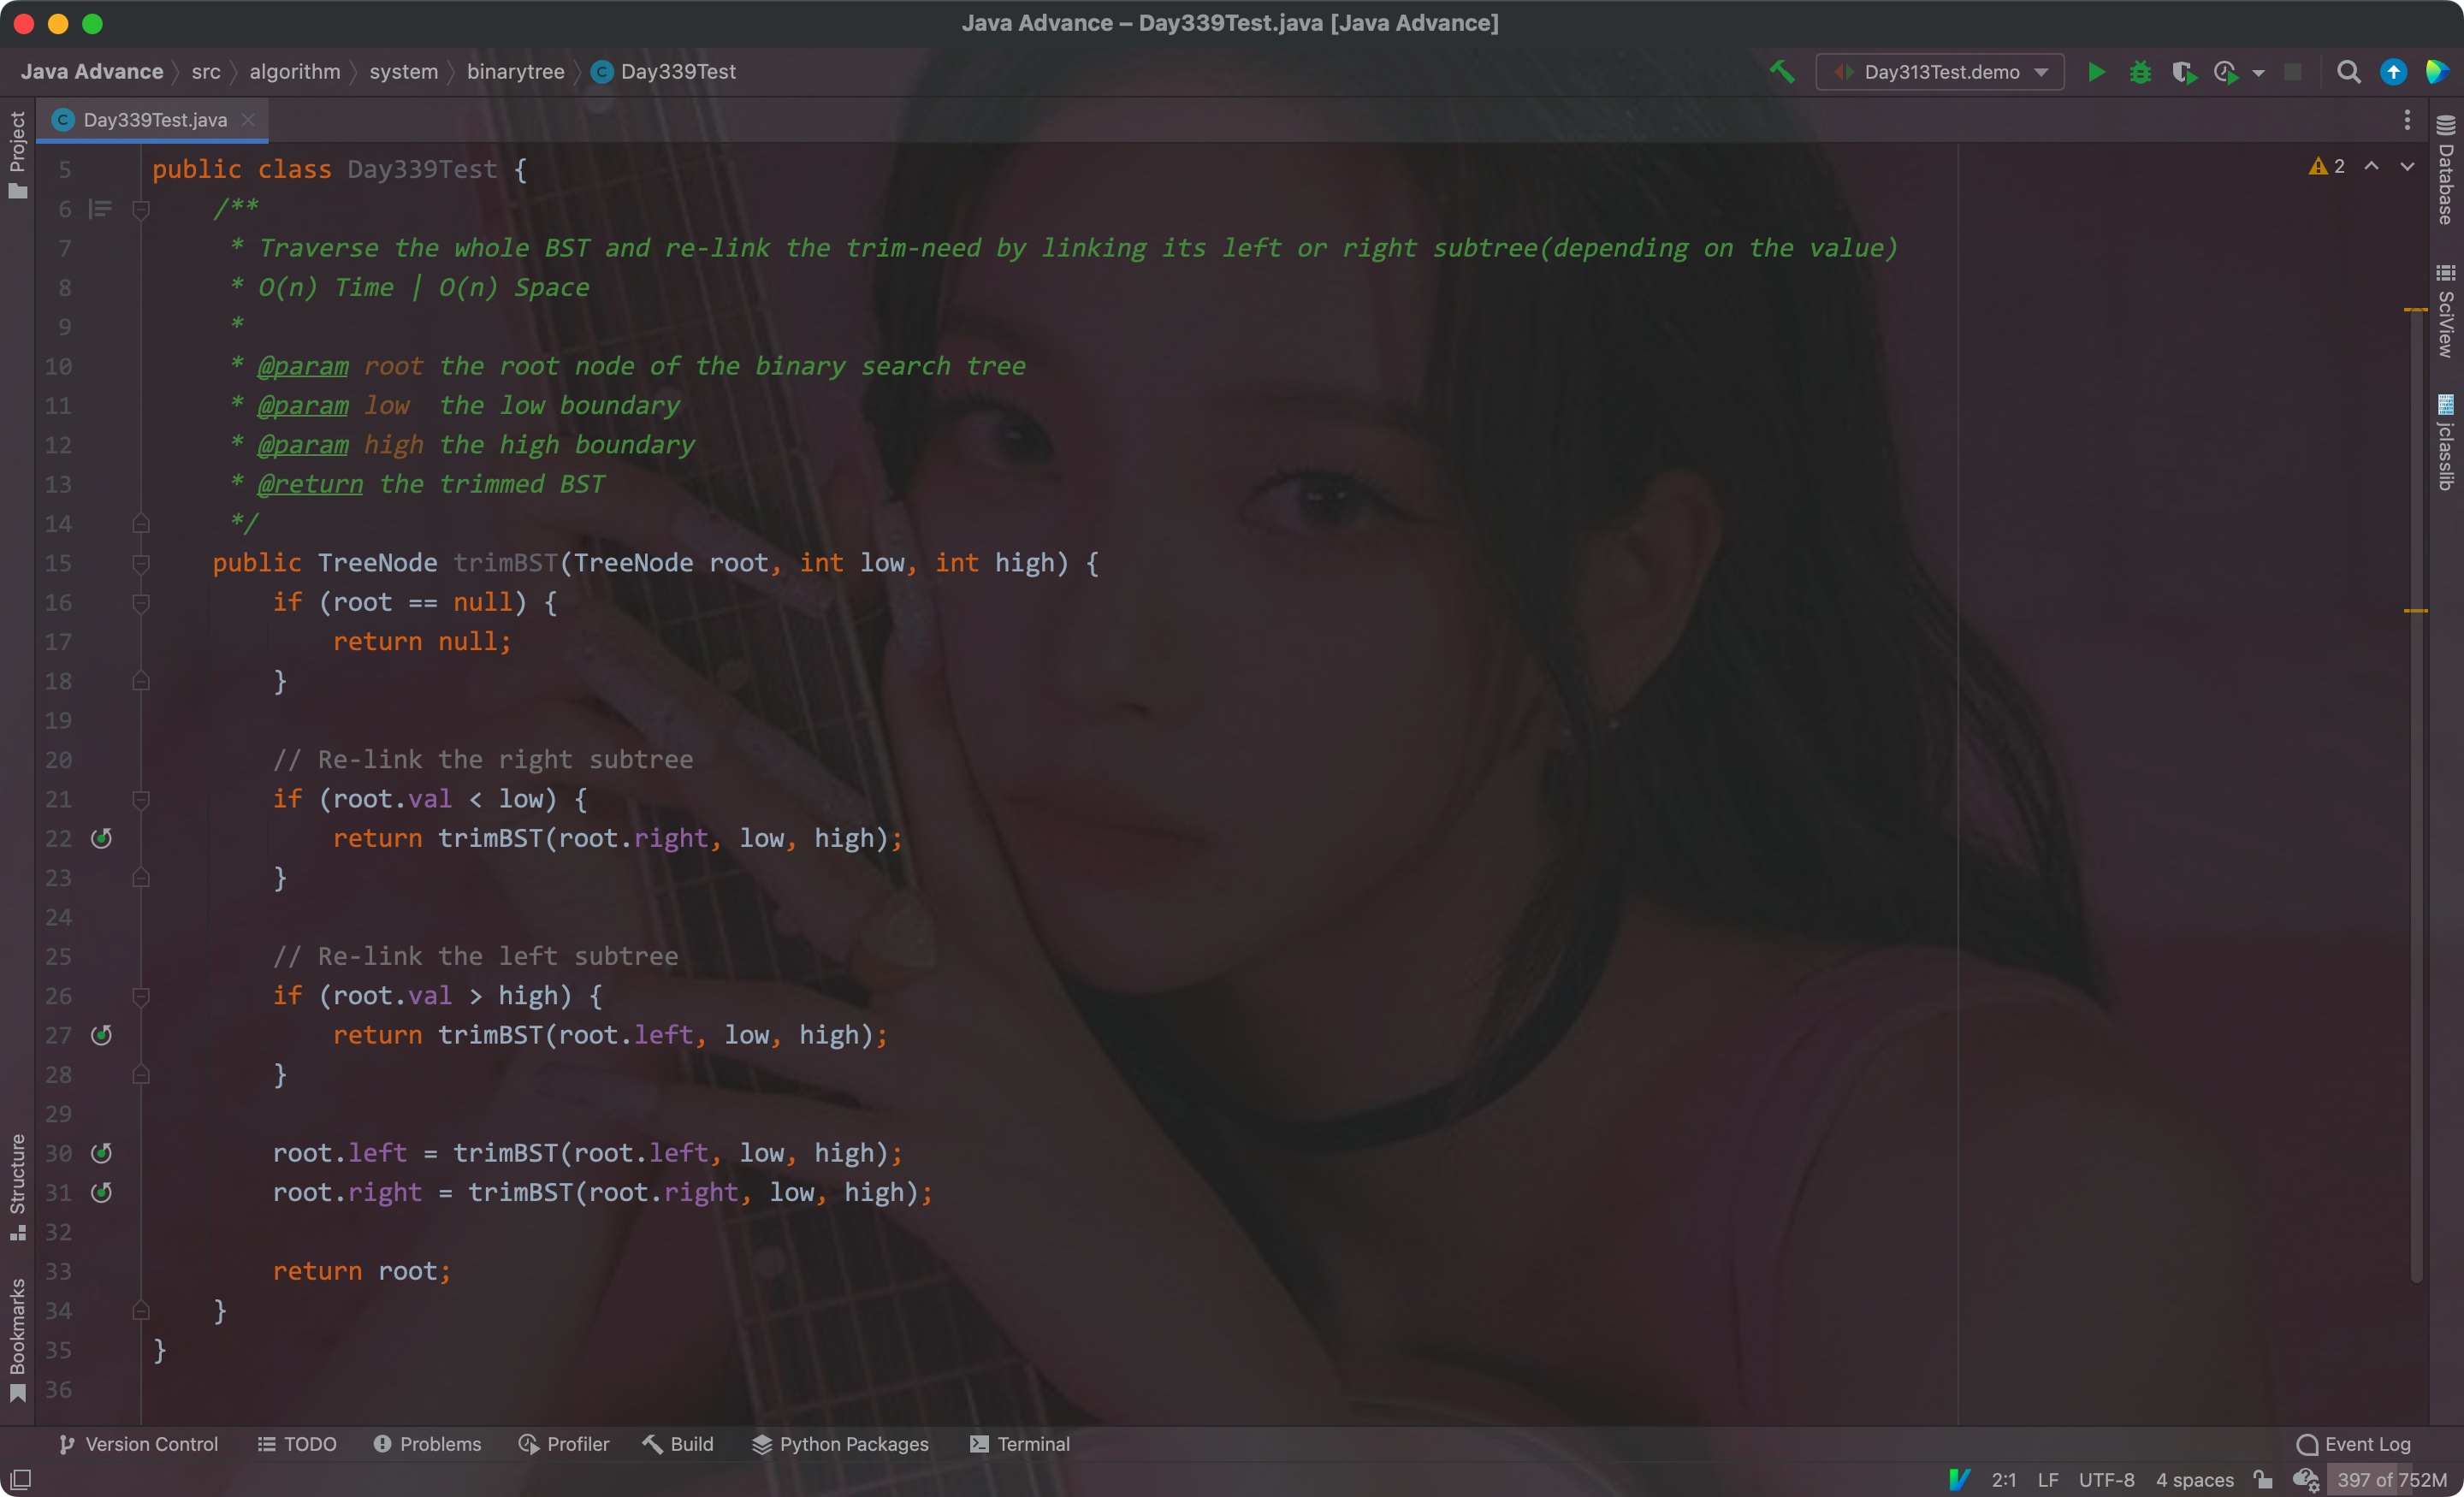 Java Advance – Day339Test.java [Java Advance]
Java Advance src algorithm system binarytree Day339Test
Day313Test.demo
Project
Day339Test.java
2
Database
SciView
jclasslib
5 public class Day339Test {
6 /**
7 * Traverse the whole BST and re-link the trim-need by linking its left or right subtree(depending on the value)
8 * O(n) Time | O(n) Space
9 *
10 * @param root the root node of the binary search tree
11 * @param low  the low boundary
12 * @param high the high boundary
13 * @return the trimmed BST
14 */
15 public TreeNode trimBST(TreeNode root, int low, int high) {
16 if (root == null) {
17 return null;
18 }
19
20 // Re-link the right subtree
21 if (root.val < low) {
22 return trimBST(root.right, low, high);
23 }
24
25 // Re-link the left subtree
26 if (root.val > high) {
27 return trimBST(root.left, low, high);
28 }
29
30 root.left = trimBST(root.left, low, high);
31 root.right = trimBST(root.right, low, high);
32
33 return root;
34 }
35 }
36
Structure
Bookmarks
Version Control TODO Problems Profiler Build Python Packages Terminal Event Log
2:1 LF UTF-8 4 spaces 397 of 752M